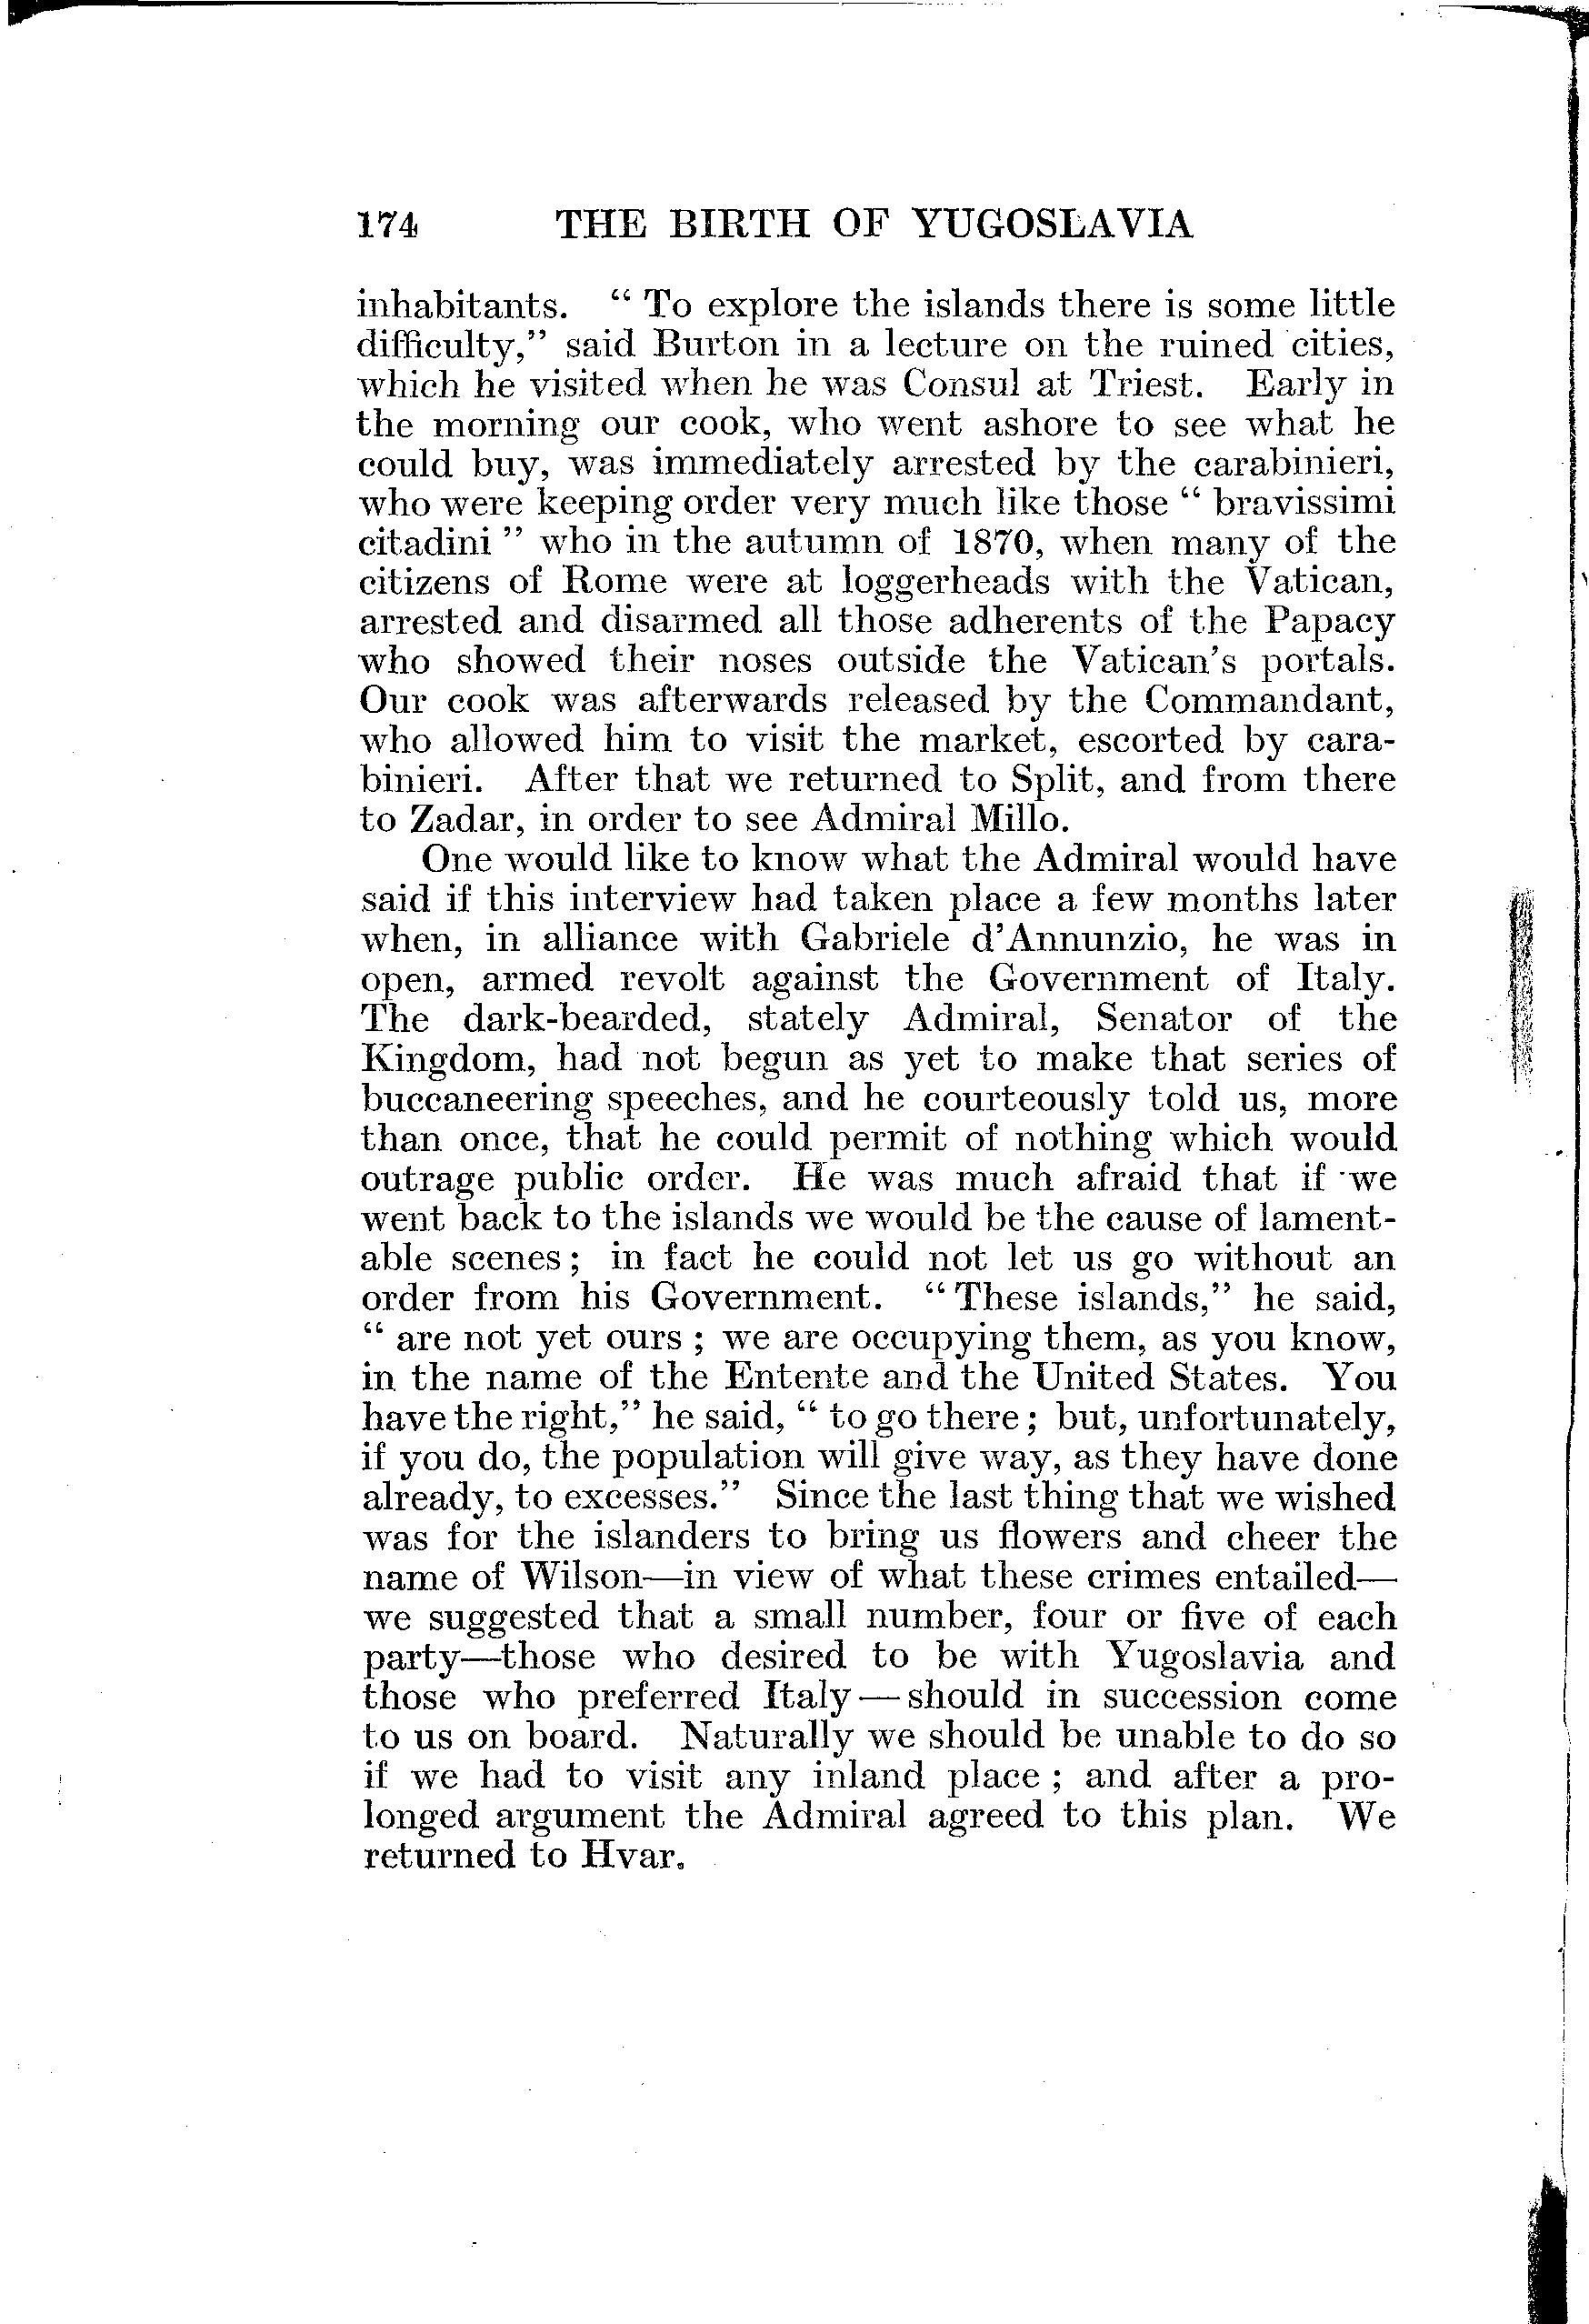 174 THE BIRTH OF YUGOSLAVIA
inhabitants. “ To explore the islands there is some little
difficulty,” said Burton in a lecture on the ruined cities,
which he visited when he was Consul at Triest. Early in
the morning our cook, who went ashore to see what he
could buy, was immediately arrested by the carabinieri,
who were keeping order very much like those “ bravissimi
citadini ” who in the autumn of 1870, when many of the
citizens of Rome were at loggerheads with the Vatican,
arrested and disarmed all those adherents of the Papacy
who showed their noses outside the Vatican’s portals.
Our cook was afterwards released by the Commandant,
who allowed him to visit the market, escorted by cara-
binieri. After that we returned to Split, and from there
to Zadar, in order to see Admiral Millo.
One would like to know what the Admiral would have
said if this interview had taken place a few months later
when, in alliance with Gabriele d’Annunzio, he was in
open, armed revolt against the Government of Italy.
The dark-bearded, stately Admiral, Senator of the
Kingdom, had not begun as yet to make that series of
buccaneering speeches, and he courteously told us, more
than once, that he could permit of nothing which would
outrage public order. He was much afraid that if we
went back to the islands we would be the cause of lament-
able scenes ; in fact he could not let us go without an
order from his Government. “ These islands,” he said,
“ are not yet ours ; we are occupying them, as you know,
in the name of the Entente and the United States. You
have the right,” he said, “ to go there ; but, unfortunately,
if you do, the population will give way, as they have done
already, to excesses.” Since the last thing that we wished
was for the islanders to bring us flowers and cheer the
name of Wilson—in view of what these crimes entailed—
we suggested that a small number, four or five of each
party—those who desired to be with Yugoslavia and
those who preferred Italy—should in succession come
to us on board. Naturally we should be unable to do so
if we had to visit any inland place ; and after a pro-
longed argument the Admiral agreed to this plan. We
returned to Hvar.